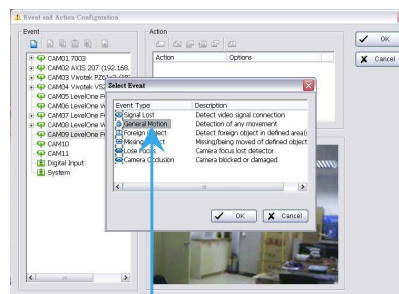 Event and Action Configuration
Event
Action
OK
Cancel
Action
Options
CAM01 7003
CAM02 AXIS 207 (192.168.
CAM03 Vivotek
CAM04 Vivotek
CAM05 LevelOne
CAM06 LevelOne
CAM07 LevelOne
CAM08 LevelOne
CAM09 LevelOne
CAM10
CAM11
Digital Input
System
Select Event
Event Type
Description
Signal Lost
Detect video signal connection
General Motion
Detection of any movement
Foreign Object
Detect foreign object in defined area(s
Missing Object
Missing/being moved of defined object
Lose Focus
Camera focus lost detector
Camera Occlusion
Camera blocked or damaged
OK
Cancel